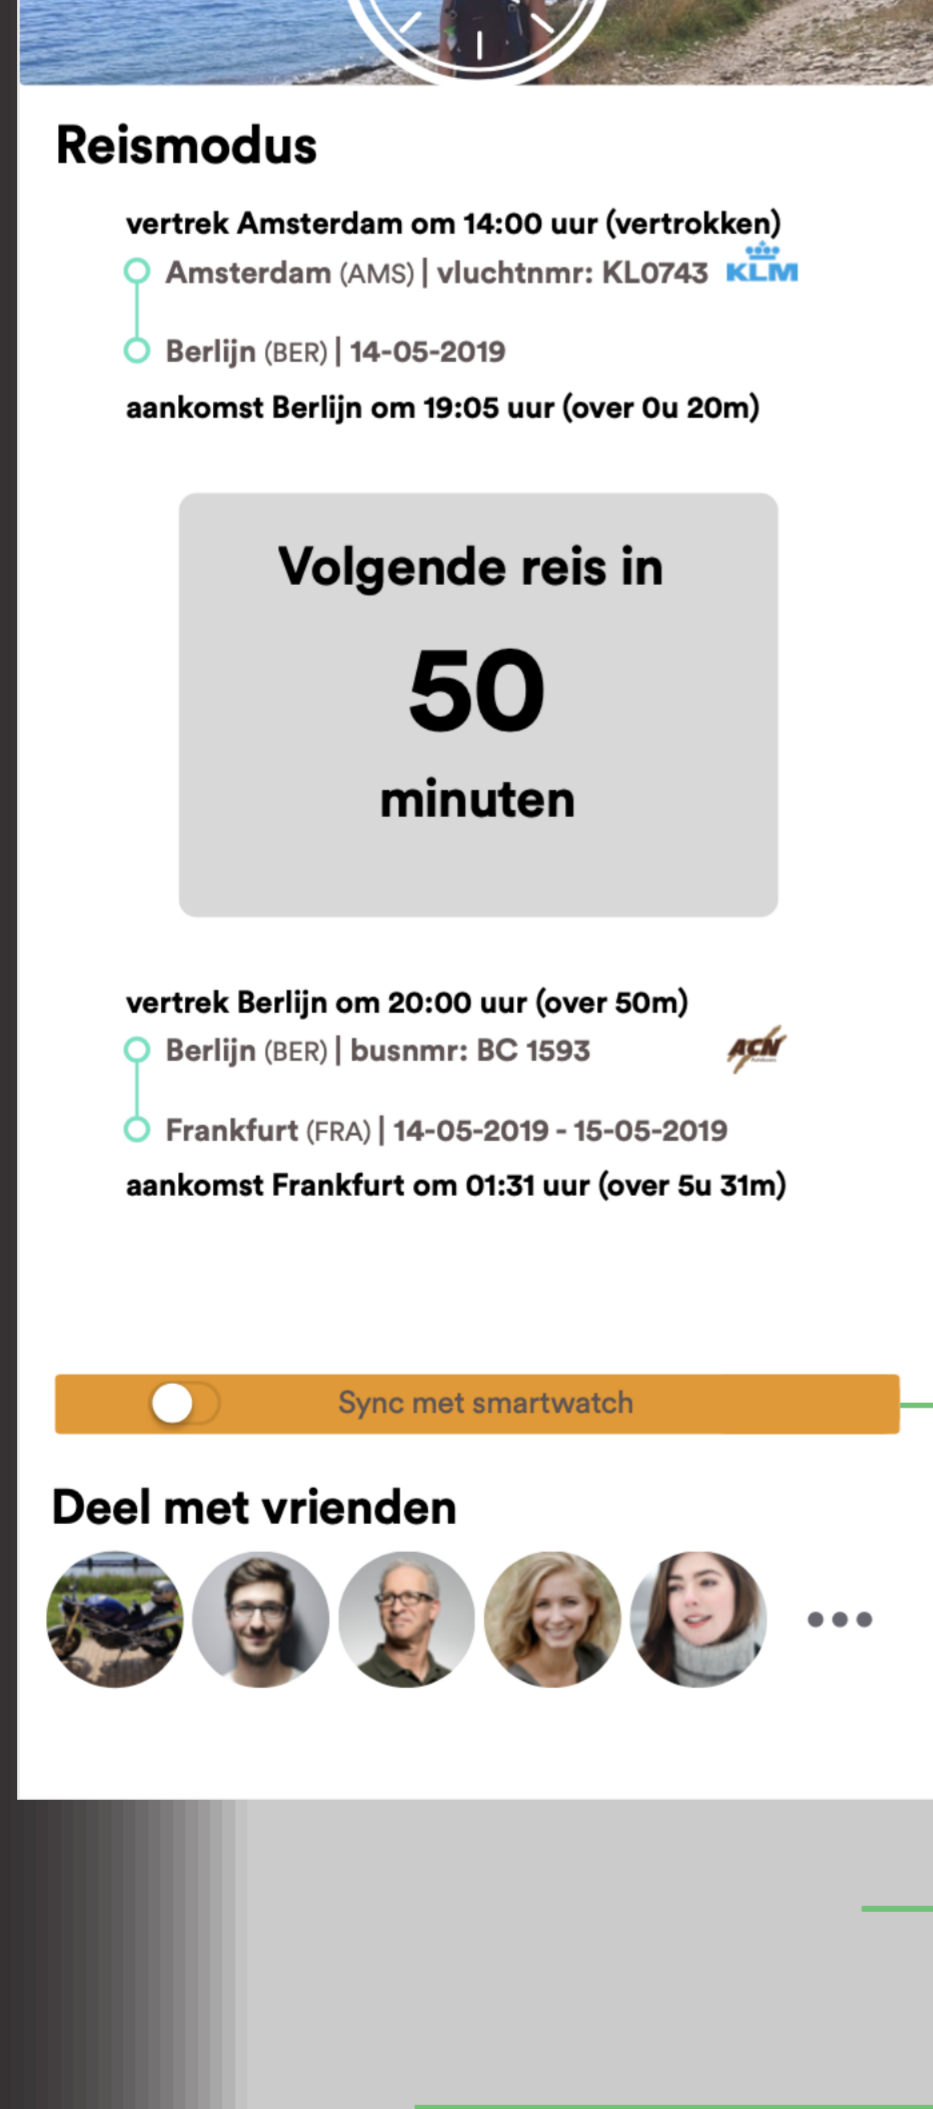 Reismodus
vertrek Amsterdam om 14:00 uur (vertrokken)
Amsterdam (AMS) | vluchtnmr: KL0743 KLM
Berlijn (BER) | 14-05-2019
aankomst Berlijn om 19:05 uur (over 0u 20m)
Volgende reis in
50
minuten
vertrek Berlijn om 20:00 uur (over 50m)
Berlijn (BER) | busnmr: BC 1593 ACN
Frankfurt (FRA) | 14-05-2019 - 15-05-2019
aankomst Frankfurt om 01:31 uur (over 5u 31m)
Sync met smartwatch
Deel met vrienden